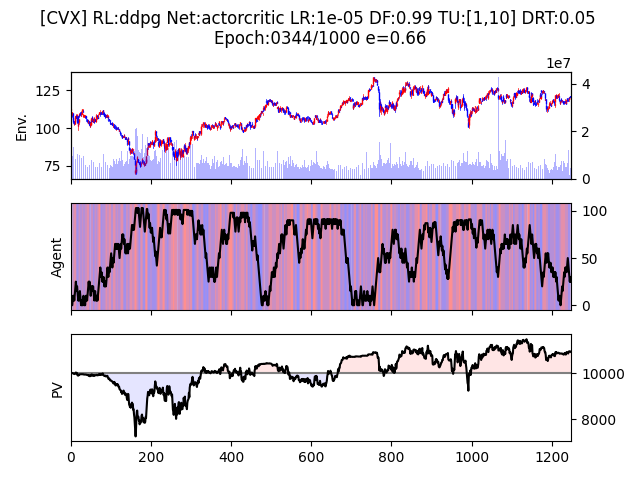 [CVX] RL:ddpg Net:actorcritic LR:1e-05 DF:0.99 TU:[1,10] DRT:0.05
Epoch:0344/1000 e=0.66
1e7
Env.
125
100
75
4
2
0
Agent
100
50
0
PV
10000
8000
0 200 400 600 800 1000 1200